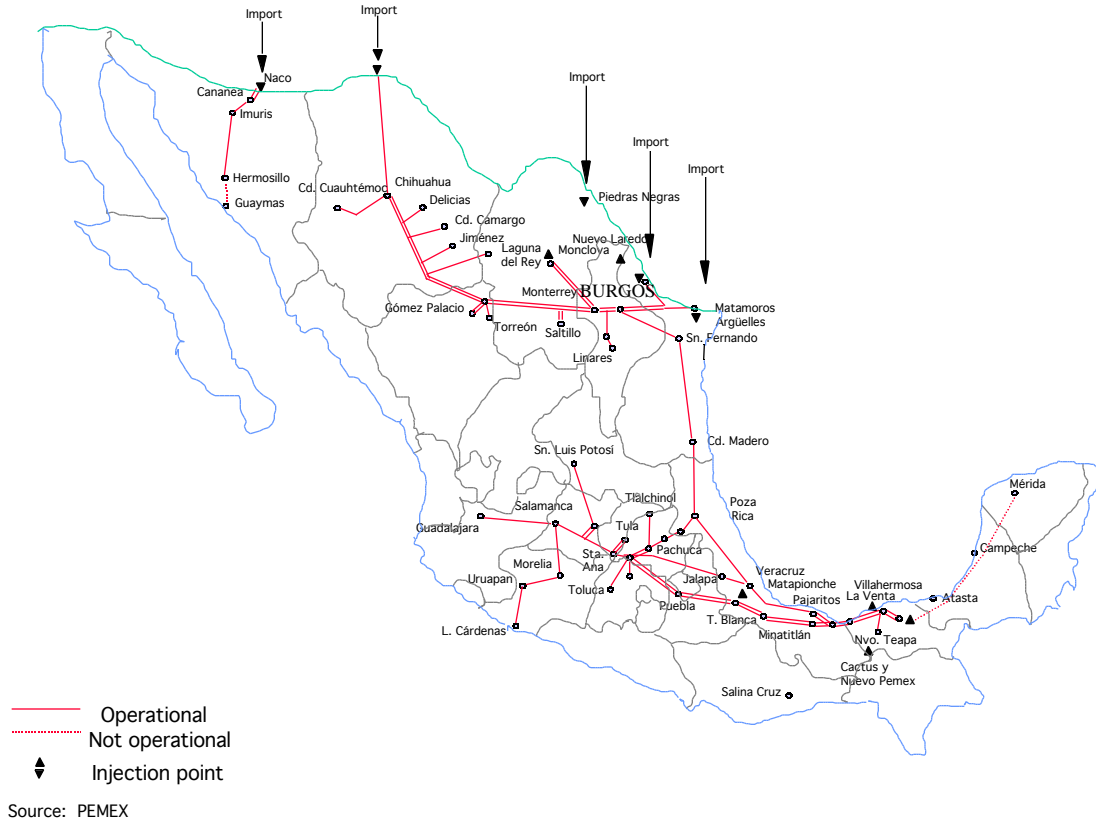 Import
Import
Import
Import
Import
Naco
Cananea
Imuris
Hermosillo
Guaymas
Cd. Cuauhtémoc
Chihuahua
Delicias
Cd. Camargo
Jiménez
Laguna
del Rey
Piedras Negras
Nuevo Laredo
Monclova
Monterrey
BURGOS
Gómez Palacio
Torreón
Saltillo
Linares
Matamoros
Argüelles
Sn. Fernando
Cd. Madero
Sn. Luis Potosí
Tlalchinol
Poza
Rica
Salamanca
Guadalajara
Tula
Sta.
Ana
Pachuca
Morelia
Uruapan
Toluca
Jalapa
Veracruz
Matapionche
Pajaritos
Puebla
T. Blanca
Minatitlán
L. Cárdenas
Villahermosa
La Venta
Atasta
Nvo. Teapa
Cactus y
Nuevo Pemex
Salina Cruz
Mérida
Campeche
Operational
Not operational
Injection point
Source: PEMEX